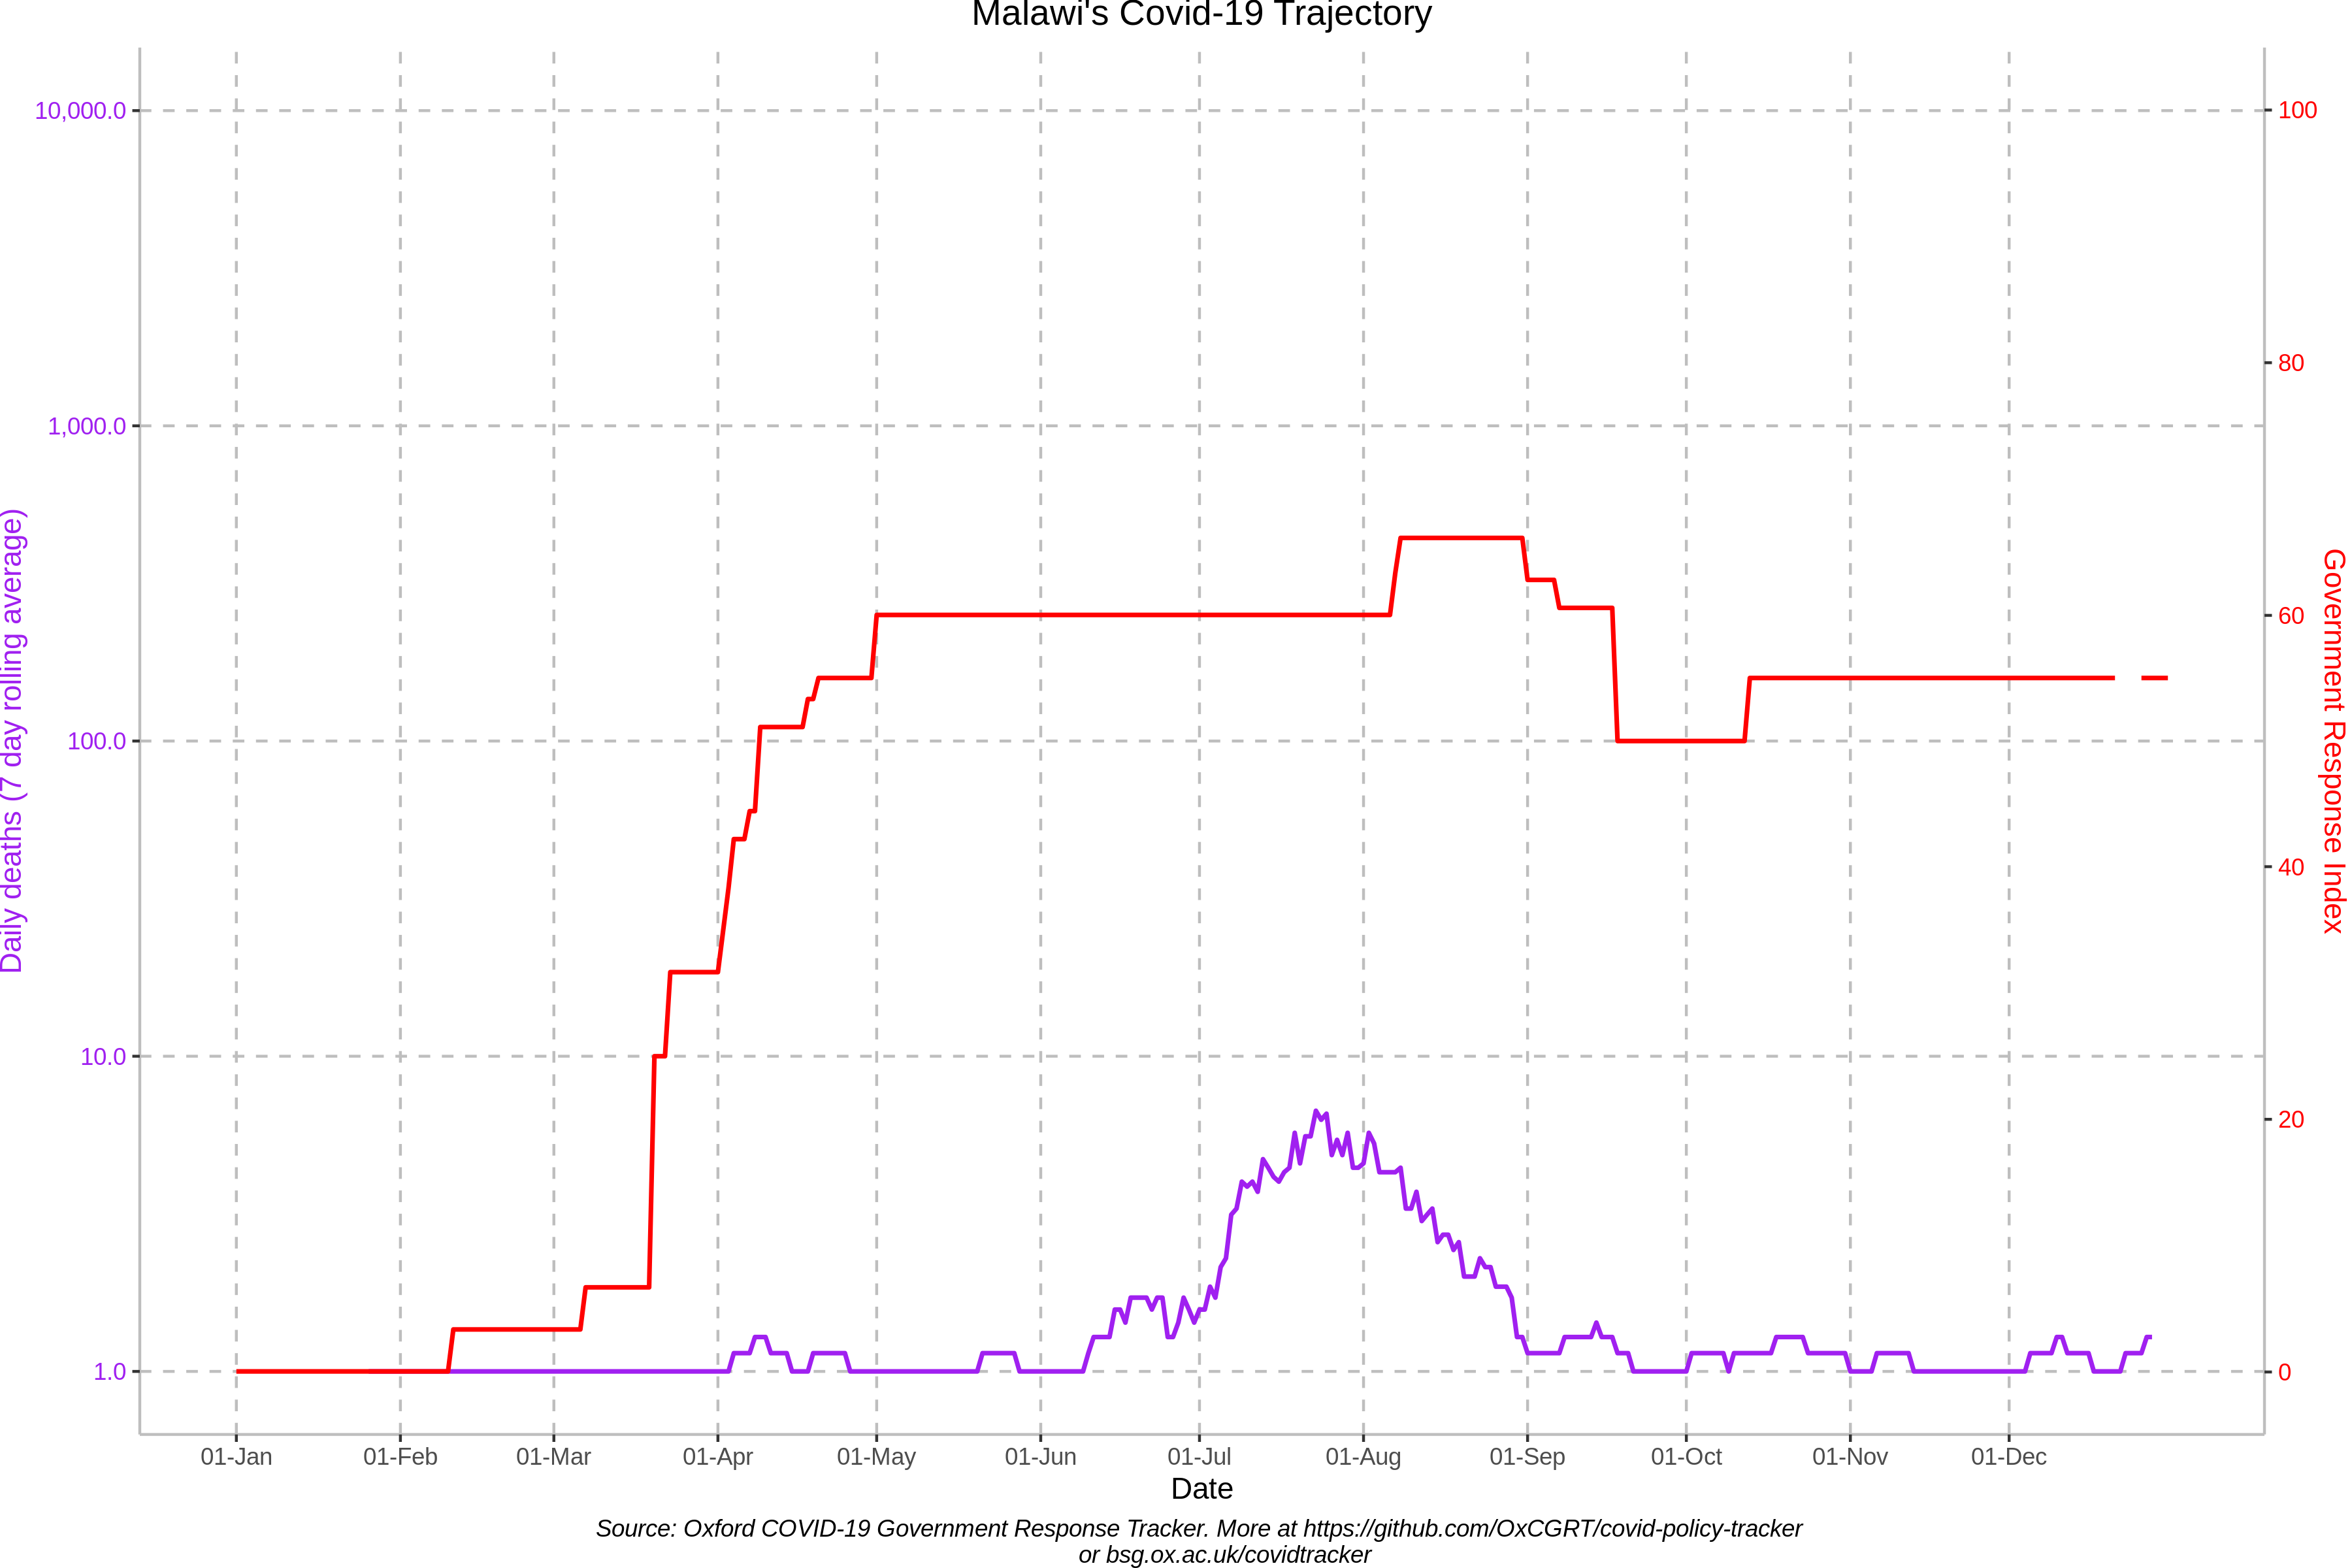 Malawi's Covid-19 Trajectory
Daily deaths (7 day rolling average)
10,000.0
1,000.0
100.0
10.0
1.0
100
80
60
40
20
0
Government Response Index
01-Jan 01-Feb 01-Mar 01-Apr 01-May 01-Jun 01-Jul 01-Aug 01-Sep 01-Oct 01-Nov 01-Dec
Date
Source: Oxford COVID-19 Government Response Tracker. More at https://github.com/OxCGRT/covid-policy-tracker
or bsg.ox.ac.uk/covidtracker